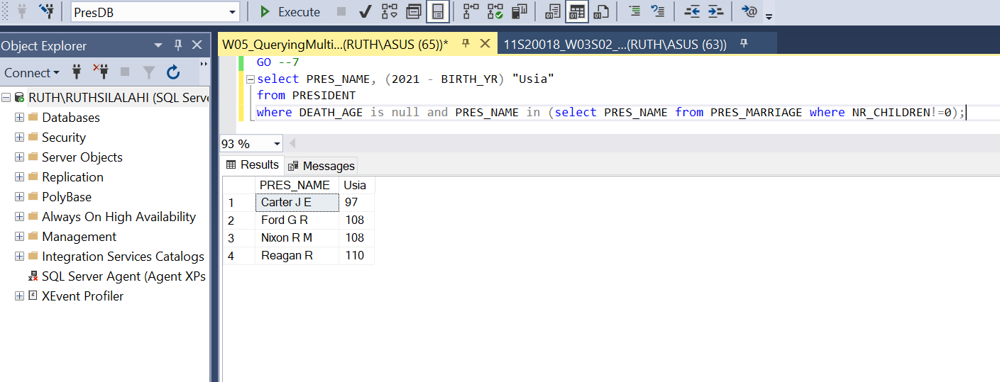 PresDB
Execute
Object Explorer
Connect
RUTH\RUTHSILALAHI (SQL Serve
Databases
Security
Server Objects
Replication
PolyBase
Always On High Availability
Management
Integration Services Catalogs
SQL Server Agent (Agent XPs
XEvent Profiler
W05_QueryingMulti...(RUTH\ASUS (65))*
11S20018_W03S02_...(RUTH\ASUS (63))
GO --7
select PRES_NAME, (2021 - BIRTH_YR) "Usia"
from PRESIDENT
where DEATH_AGE is null and PRES_NAME in (select PRES_NAME from PRES_MARRIAGE where NR_CHILDREN!=0);
93 %
Results Messages
PRES_NAME Usia
1 Carter J E 97
2 Ford G R 108
3 Nixon R M 108
4 Reagan R 110